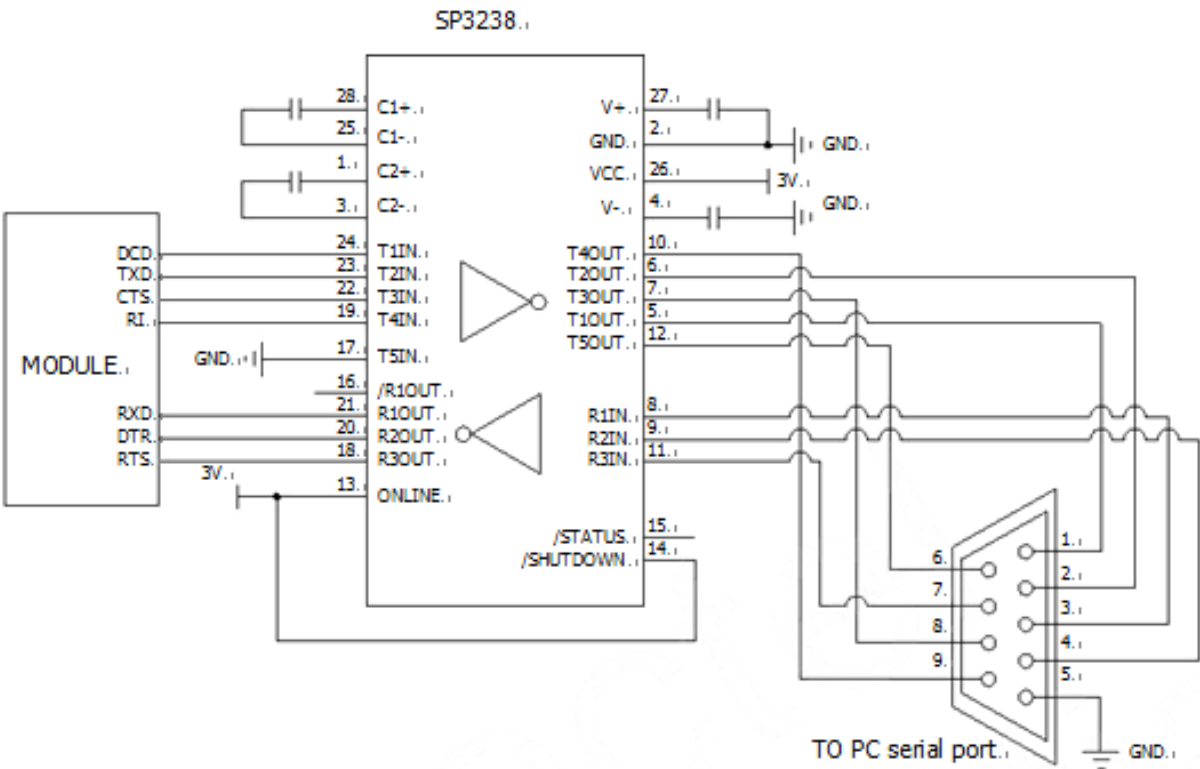 SP3238.
28.
C1+.
25.
C1-.
1.
C2+.
3.
C2-.
27.
V+.
2.
GND.
GND.
26.
VCC.
3V.
4.
V-.
GND.
MODULE.
DCD.
TXD.
CTS.
RI.
RXD.
DTR.
RTS.
24.
T1IN.
23.
T2IN.
22.
T3IN.
19.
T4IN.
GND.
17.
T5IN.
16.
/R1OUT.
21.
R1OUT.
20.
R2OUT.
18.
R3OUT.
3V.
13.
ONLINE.
10.
T4OUT.
6.
T2OUT.
7.
T3OUT.
5.
T1OUT.
12.
T5OUT.
8.
R1IN.
9.
R2IN.
11.
R3IN.
15.
/STATUS.
14.
/SHUTDOWN.
6.
7.
8.
9.
1.
2.
3.
4.
5.
TO PC serial port.
GND.